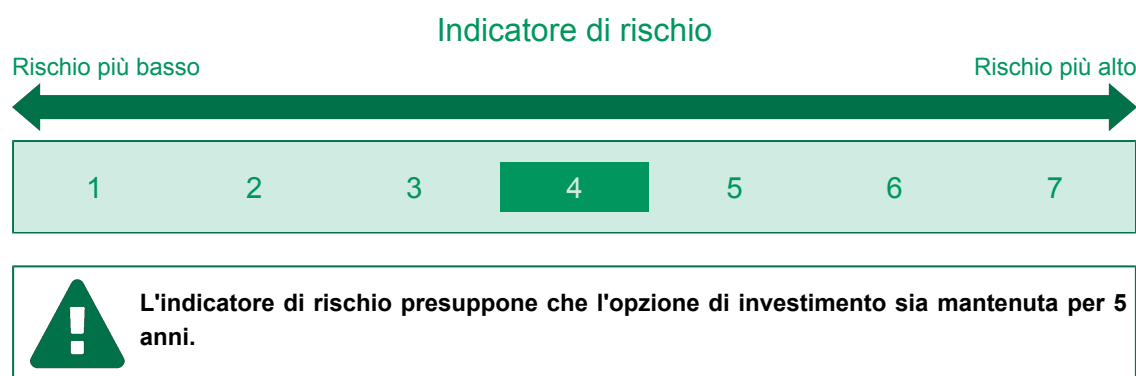 Indicatore di rischio
Rischio più basso Rischio più alto
1 2 3 4 5 6 7
L'indicatore di rischio presuppone che l'opzione di investimento sia mantenuta per 5
anni.